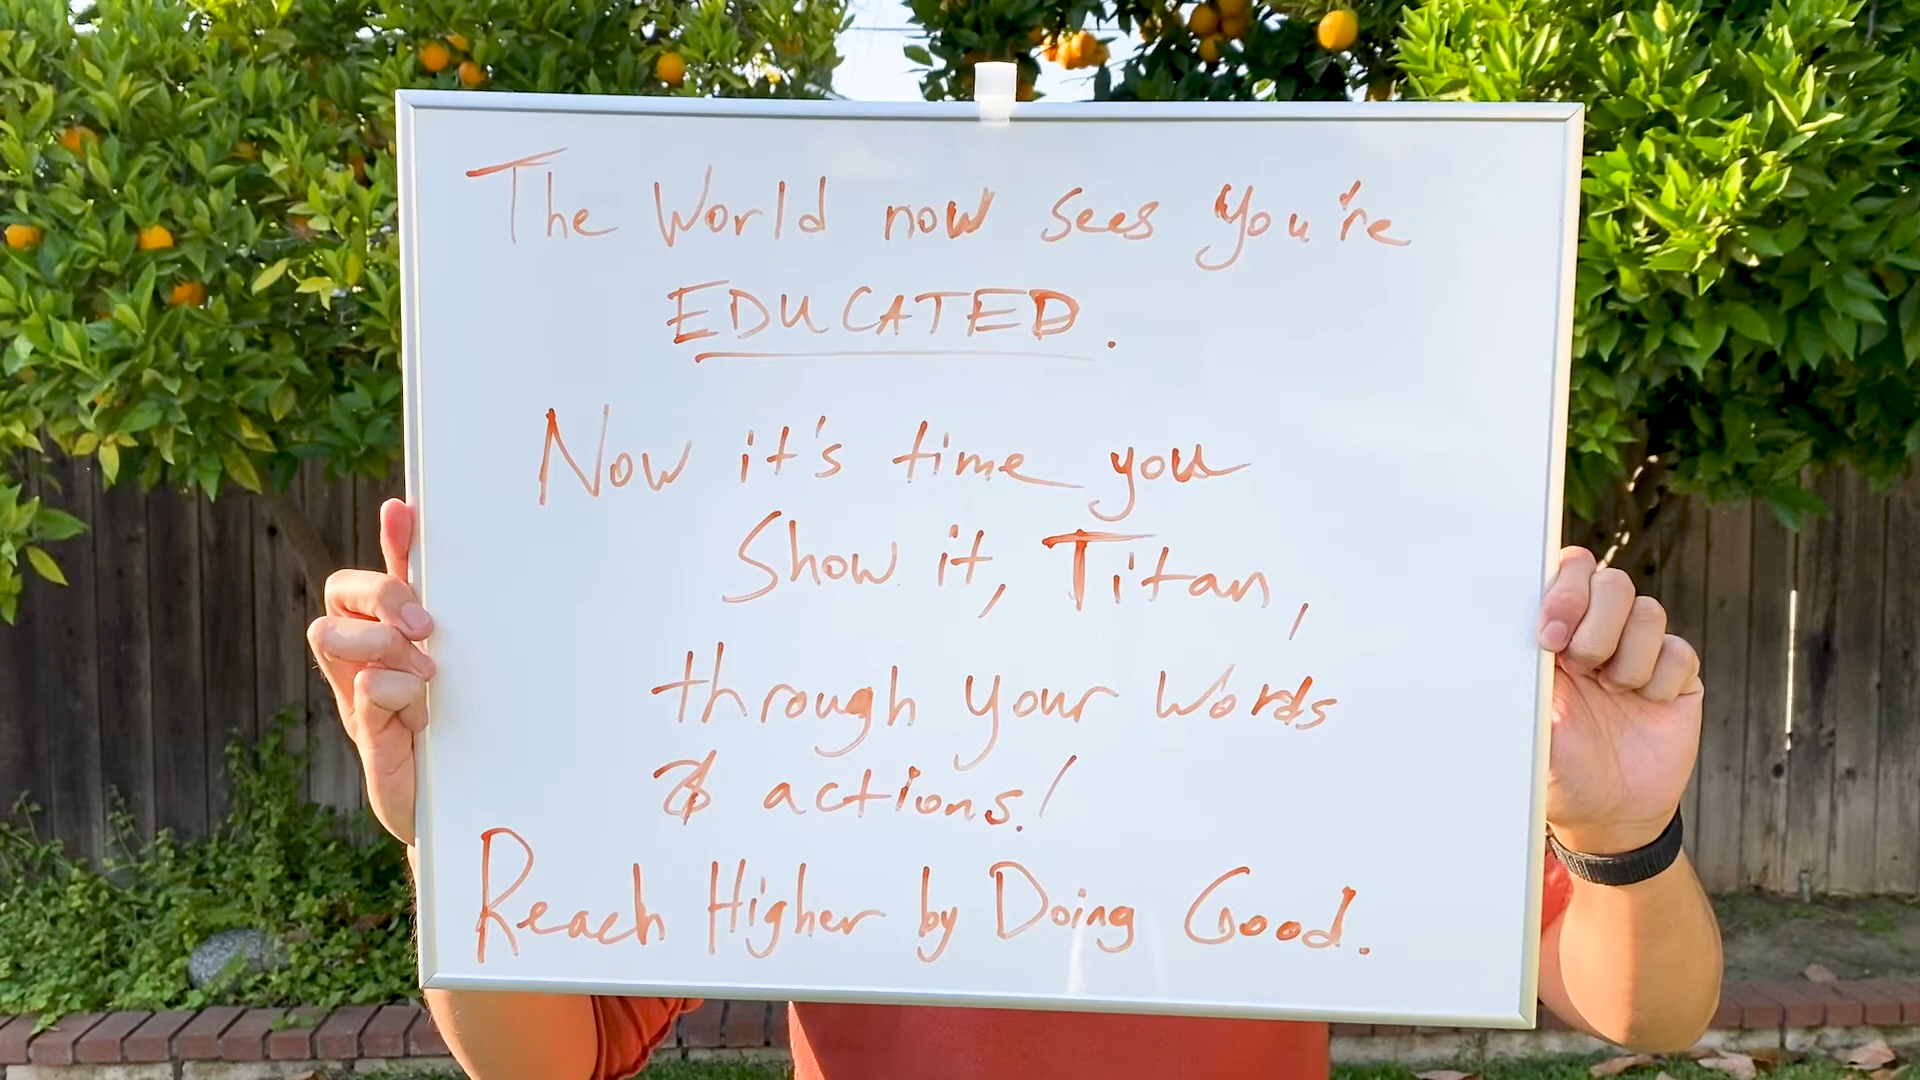 The World now sees you're
EDUCATED.
Now it's time you
Show it, Titan,
through your words
& actions!
Reach Higher by Doing Good.